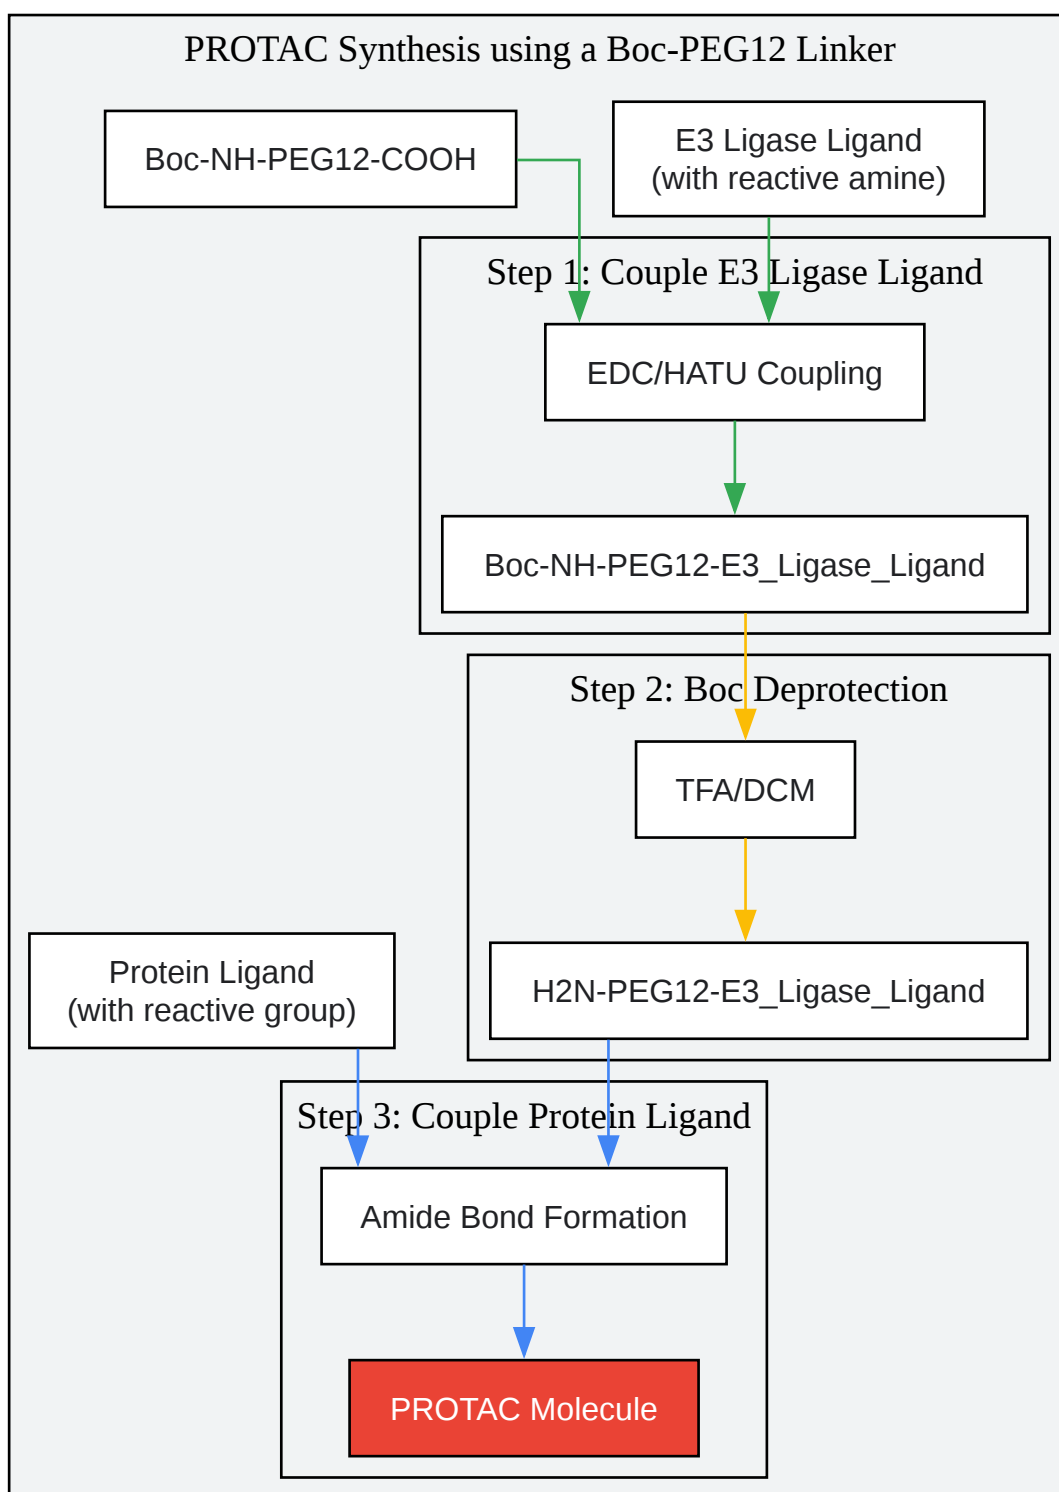 PROTAC Synthesis using a Boc-PEG12 Linker
Boc-NH-PEG12-COOH
E3 Ligase Ligand
(with reactive amine)
Step 1: Couple E3 Ligase Ligand
EDC/HATU Coupling
Boc-NH-PEG12-E3_Ligase_Ligand
Step 2: Boc Deprotection
TFA/DCM
H2N-PEG12-E3_Ligase_Ligand
Protein Ligand
(with reactive group)
Step 3: Couple Protein Ligand
Amide Bond Formation
PROTAC Molecule